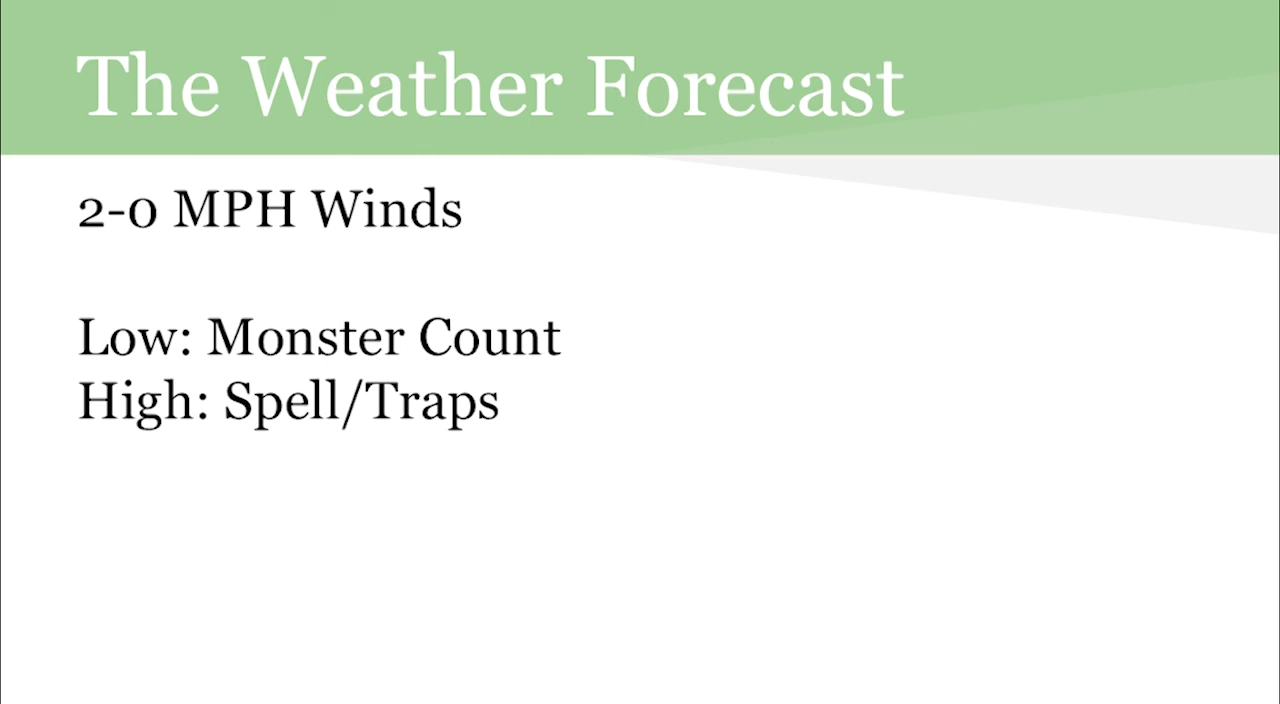 The Weather Forecast
2-0 MPH Winds
Low: Monster Count
High: Spell/Traps